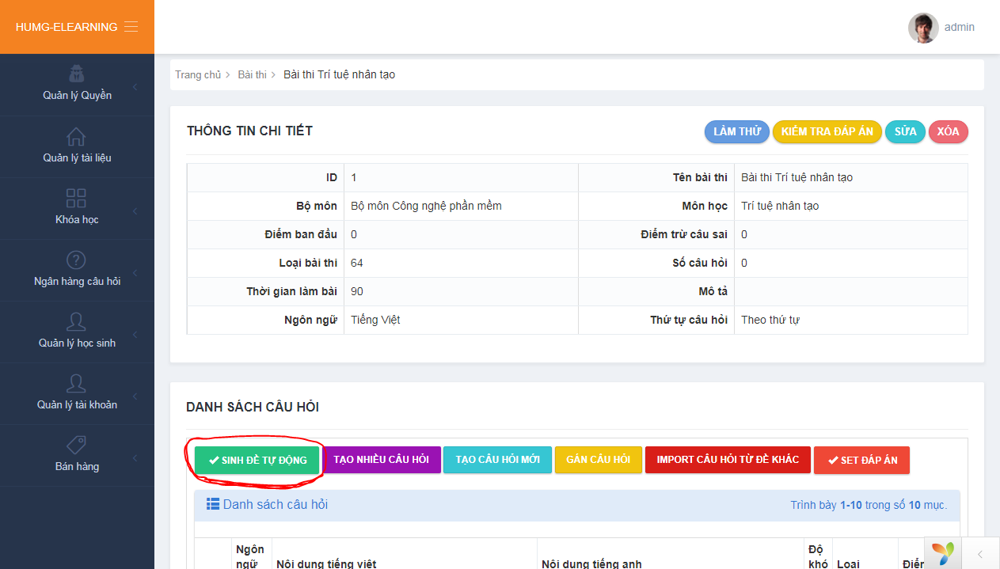 HUMG-ELEARNING
admin
Quản lý Quyền
Quản lý tài liệu
Khóa học
Ngân hàng câu hỏi
Quản lý học sinh
Quản lý tài khoản
Bán hàng
Trang chủ > Bài thi > Bài thi Trí tuệ nhân tạo
THÔNG TIN CHI TIẾT
LÀM THỬ KIỂM TRA ĐÁP ÁN SỬA XÓA
ID 1 Tên bài thi Bài thi Trí tuệ nhân tạo
Bộ môn Bộ môn Công nghệ phần mềm Môn học Trí tuệ nhân tạo
Điểm ban đầu 0 Điểm trừ câu sai 0
Loại bài thi 64 Số câu hỏi 0
Thời gian làm bài 90 Mô tả
Ngôn ngữ Tiếng Việt Thứ tự câu hỏi Theo thứ tự
DANH SÁCH CÂU HỎI
SINH ĐỀ TỰ ĐỘNG TẠO NHIỀU CÂU HỎI TẠO CÂU HỎI MỚI GÁN CÂU HỎI IMPORT CÂU HỎI TỪ ĐỀ KHÁC SET ĐÁP ÁN
Danh sách câu hỏi Trình bày 1-10 trong số 10 mục.
Ngôn Độ
ngữ Nội dung tiếng việt Nội dung tiếng anh khó Loại Điểm